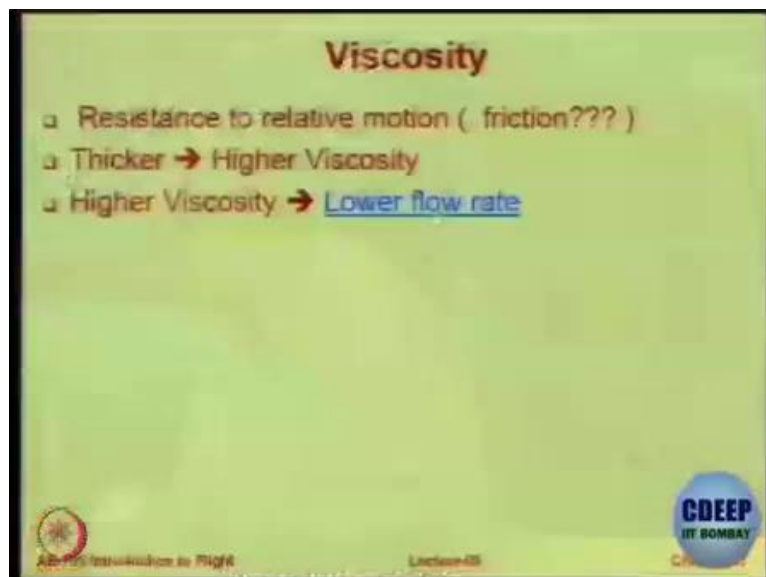 Viscosity
Resistance to relative motion ( friction??? )
Thicker ➔ Higher Viscosity
Higher Viscosity ➔ Lower flow rate
CDEEP
IIT BOMBAY
Introduction to Flight